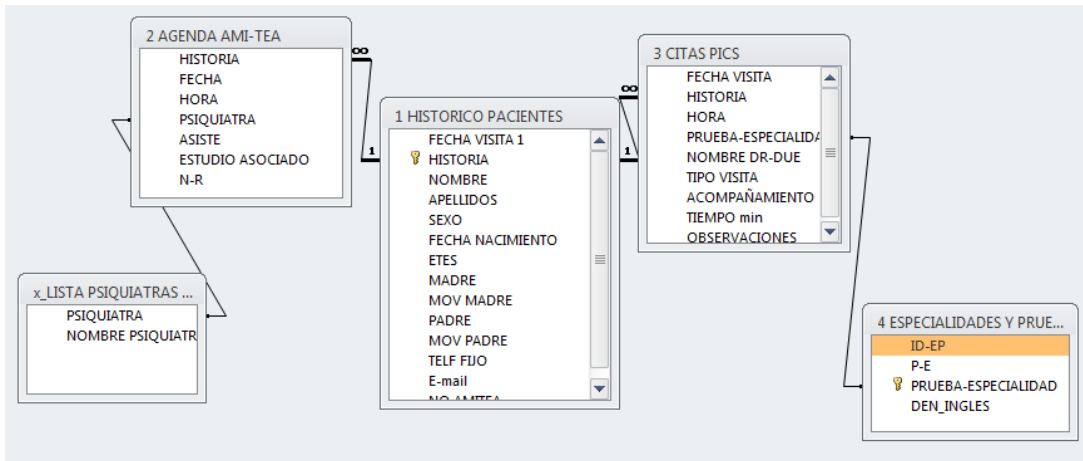 2 AGENDA AMI-TEA
HISTORIA
FECHA
HORA
PSIQUIATRA
ASISTE
ESTUDIO ASOCIADO
N-R
∞
1
1 HISTORICO PACIENTES
FECHA VISITA 1
HISTORIA
NOMBRE
APELLIDOS
SEXO
FECHA NACIMIENTO
ETES
MADRE
MOV MADRE
PADRE
MOV PADRE
TELF FIJO
E-mail
NO AMITEA
∞
1
3 CITAS PICS
FECHA VISITA
HISTORIA
HORA
PRUEBA-ESPECIALIDA
NOMBRE DR-DUE
TIPO VISITA
ACOMPAÑAMIENTO
TIEMPO min
OBSERVACIONES
x_LISTA PSIQUIATRAS ...
PSIQUIATRA
NOMBRE PSIQUIATR
4 ESPECIALIDADES Y PRUE...
ID-EP
P-E
PRUEBA-ESPECIALIDAD
DEN_INGLES